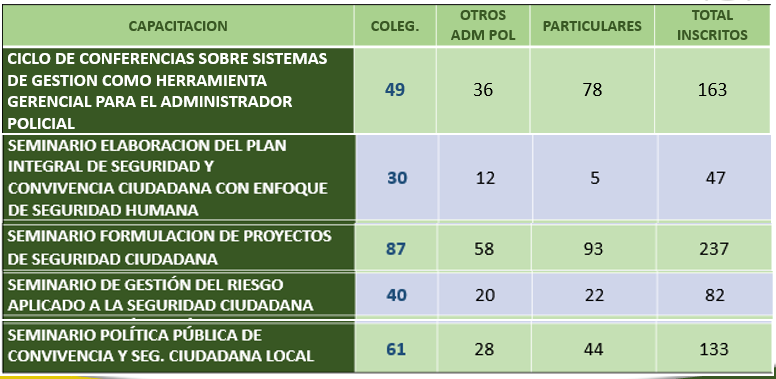 CAPACITACION COLEG. OTROS ADM POL PARTICULARES TOTAL INSCRITOS
CICLO DE CONFERENCIAS SOBRE SISTEMAS
DE GESTION COMO HERRAMIENTA
GERENCIAL PARA EL ADMINISTRADOR
POLICIAL
49 36 78 163
SEMINARIO ELABORACION DEL PLAN
INTEGRAL DE SEGURIDAD Y
CONVIVENCIA CIUDADANA CON ENFOQUE
DE SEGURIDAD HUMANA
30 12 5 47
SEMINARIO FORMULACION DE PROYECTOS
DE SEGURIDAD CIUDADANA
87 58 93 237
SEMINARIO DE GESTIÓN DEL RIESGO
APLICADO A LA SEGURIDAD CIUDADANA
40 20 22 82
SEMINARIO POLÍTICA PÚBLICA DE
CONVIVENCIA Y SEG. CIUDADANA LOCAL
61 28 44 133